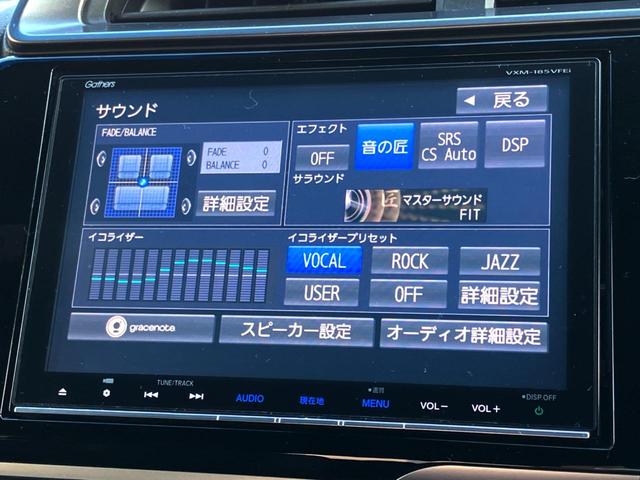 Gathers
VXM-185VFEi
サウンド
◀ 戻る
FADE/BALANCE
FADE 0
BALANCE 0
詳細設定
エフェクト
OFF
音の匠
SRS
CS Auto
DSP
サラウンド
匠 マスターサウンド
FIT
イコライザー
イコライザープリセット
VOCAL
ROCK
JAZZ
USER
OFF
詳細設定
gracenote.
スピーカー設定
オーディオ詳細設定
TUNE/TRACK
AUDIO
現在地
MENU
VOL−
VOL+
DISP.OFF